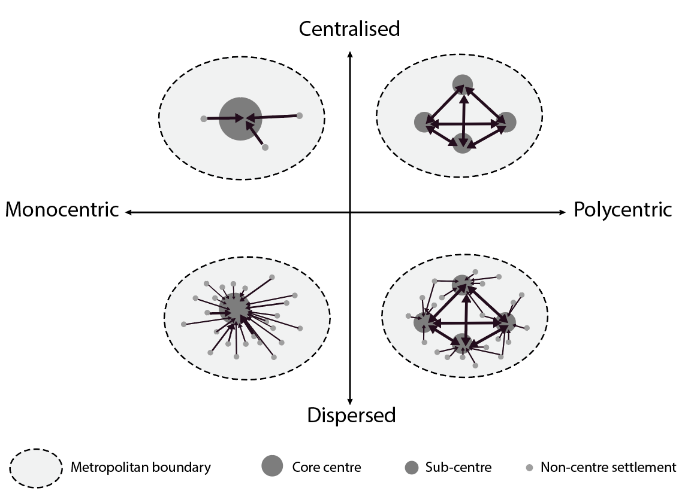 Centralised
Monocentric
Polycentric
Dispersed
Metropolitan boundary
Core centre
Sub-centre
Non-centre settlement